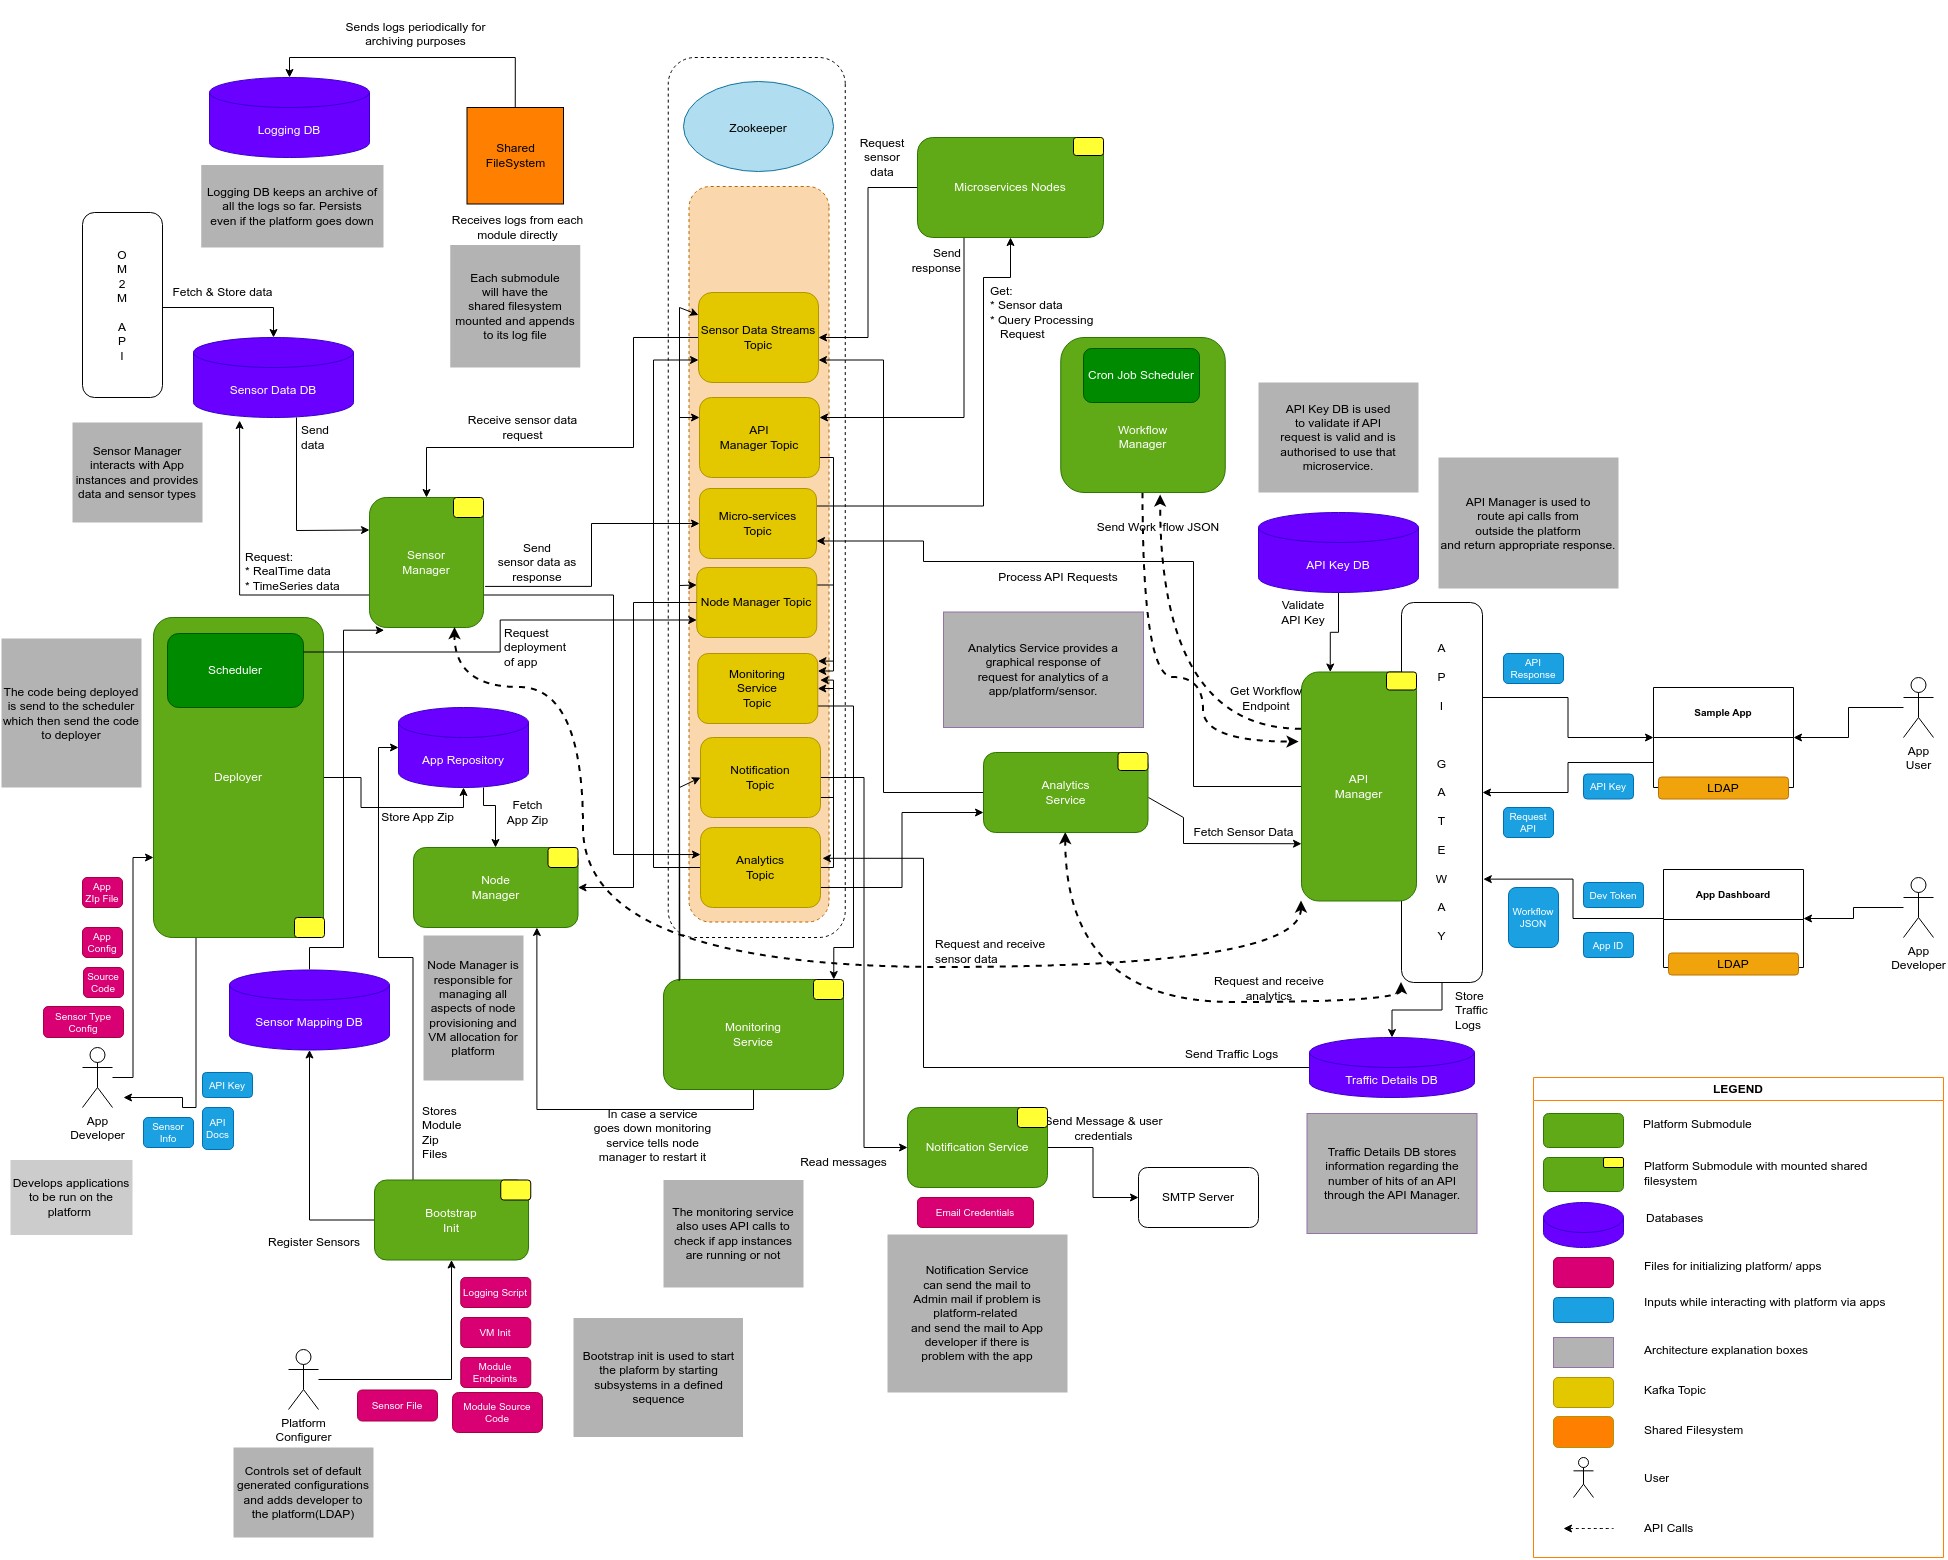 Sends logs periodically for
archiving purposes
Logging DB
Logging DB keeps an archive of
all the logs so far. Persists
even if the platform goes down
Shared
FileSystem
Receives logs from each
module directly
Each submodule
will have the
shared filesystem
mounted and appends
to its log file
Zookeeper
Request
sensor
data
Microservices Nodes
Send
response
Get:
* Sensor data
* Query Processing
Request
O
M
2
M
A
P
I
Fetch & Store data
Sensor Data DB
Send
data
Sensor Manager
interacts with App
instances and provides
data and sensor types
Request:
* RealTime data
* TimeSeries data
Receive sensor data
request
Sensor
Manager
Send
sensor data as
response
Sensor Data Streams
Topic
API
Manager Topic
Micro-services
Topic
Node Manager Topic
Monitoring
Service
Topic
Notification
Topic
Analytics
Topic
Cron Job Scheduler
Workflow
Manager
Send Work flow JSON
Process API Requests
API Key DB is used
to validate if API
request is valid and is
authorised to use that
microservice.
API Key DB
Validate
API Key
API Manager is used to
route api calls from
outside the platform
and return appropriate response.
Analytics Service provides a
graphical response of
request for analytics of a
app/platform/sensor.
Get Workflow
Endpoint
Analytics
Service
Fetch Sensor Data
API
Manager
A
P
I
G
A
T
E
W
A
Y
API
Response
Sample App
LDAP
API Key
Request
API
App
User
App Dashboard
LDAP
Dev Token
Workflow
JSON
App ID
App
Developer
The code being deployed
is send to the scheduler
which then send the code
to deployer
Scheduler
Deployer
Request
deployment
of app
App Repository
Store App Zip
Fetch
App Zip
Node
Manager
Node Manager is
responsible for
managing all
aspects of node
provisioning and
VM allocation for
platform
App
ZIp File
App
Config
Source
Code
Sensor Type
Config
App
Developer
API Key
Sensor
Info
API
Docs
Develops applications
to be run on the
platform
Sensor Mapping DB
Stores
Module
Zip
Files
Register Sensors
Bootstrap
Init
Logging Script
VM Init
Module
Endpoints
Module Source
Code
Sensor File
Platform
Configurer
Controls set of default
generated configurations
and adds developer to
the platform(LDAP)
Bootstrap init is used to start
the plaform by starting
subsystems in a defined
sequence
Monitoring
Service
In case a service
goes down monitoring
service tells node
manager to restart it
The monitoring service
also uses API calls to
check if app instances
are running or not
Request and receive
sensor data
Request and receive
analytics
Store
Traffic
Logs
Send Traffic Logs
Traffic Details DB
Traffic Details DB stores
information regarding the
number of hits of an API
through the API Manager.
Read messages
Notification Service
Send Message & user
credentials
SMTP Server
Email Credentials
Notification Service
can send the mail to
Admin mail if problem is
platform-related
and send the mail to App
developer if there is
problem with the app
LEGEND
Platform Submodule
Platform Submodule with mounted shared
filesystem
Databases
Files for initializing platform/ apps
Inputs while interacting with platform via apps
Architecture explanation boxes
Kafka Topic
Shared Filesystem
User
API Calls